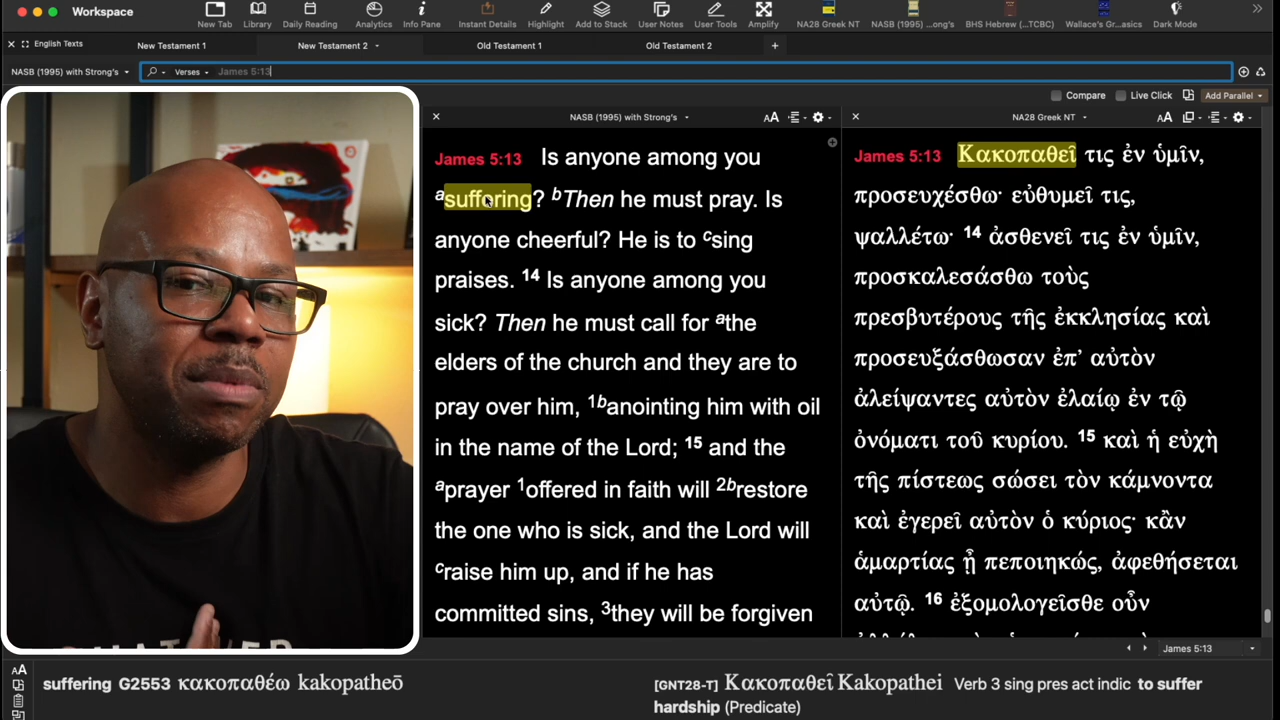 Workspace
New Tab
Library
Daily Reading
Analytics
Info Pane
Instant Details
Highlight
Add to Stack
User Notes
User Tools
Amplify
NA28 Greek NT
NASB (1995) ...ong's
BHS Hebrew (...TCBC)
Wallace's Gr...asics
Dark Mode
English Texts
New Testament 1
New Testament 2
Old Testament 1
Old Testament 2
NASB (1995) with Strong's
Verses
James 5:13
Compare
Live Click
Add Parallel
NASB (1995) with Strong's
AA
James 5:13 Is anyone among you
ᵃsuffering? ᵇThen he must pray. Is
anyone cheerful? He is to ᶜsing
praises. 14 Is anyone among you
sick? Then he must call for ᵃthe
elders of the church and they are to
pray over him, ¹ᵇanointing him with oil
in the name of the Lord; 15 and the
ᵃprayer ¹offered in faith will ²ᵇrestore
the one who is sick, and the Lord will
ᶜraise him up, and if he has
committed sins, ³they will be forgiven
NA28 Greek NT
AA
James 5:13 Κακοπαθεῖ τις ἐν ὑμῖν,
προσευχέσθω· εὐθυμεῖ τις,
ψαλλέτω· 14 ἀσθενεῖ τις ἐν ὑμῖν,
προσκαλεσάσθω τοὺς
πρεσβυτέρους τῆς ἐκκλησίας καὶ
προσευξάσθωσαν ἐπ’ αὐτὸν
ἀλείψαντες αὐτὸν ἐλαίῳ ἐν τῷ
ὀνόματι τοῦ κυρίου. 15 καὶ ἡ εὐχὴ
τῆς πίστεως σώσει τὸν κάμνοντα
καὶ ἐγερεῖ αὐτὸν ὁ κύριος· κἂν
ἁμαρτίας ᾖ πεποιηκώς, ἀφεθήσεται
αὐτῷ. 16 ἐξομολογεῖσθε οὖν
James 5:13
AA
suffering G2553 κακοπαθέω kakopatheō
[GNT28-T] Κακοπαθεῖ Kakopathei Verb 3 sing pres act indic to suffer
hardship (Predicate)